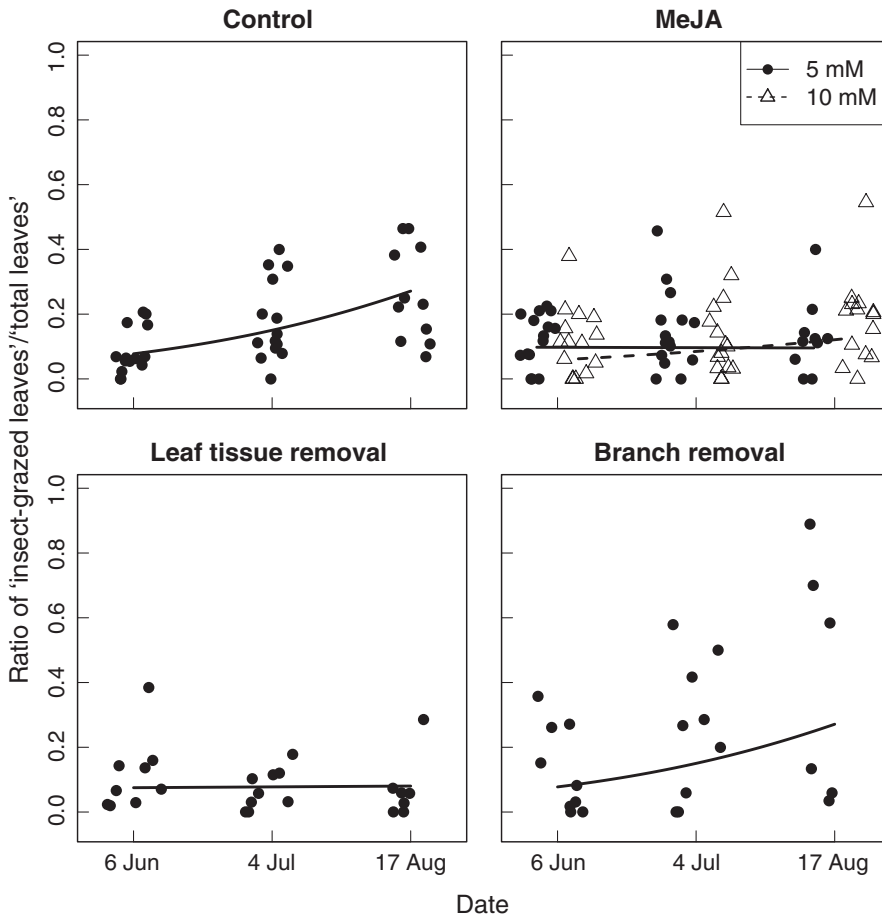 Control
MeJA
5 mM
10 mM
1.0
0.8
0.6
0.4
0.2
0.0
Leaf tissue removal
Branch removal
1.0
0.8
0.6
0.4
0.2
0.0
Ratio of ‘insect-grazed leaves’/‘total leaves’
6 Jun
4 Jul
17 Aug
6 Jun
4 Jul
17 Aug
Date